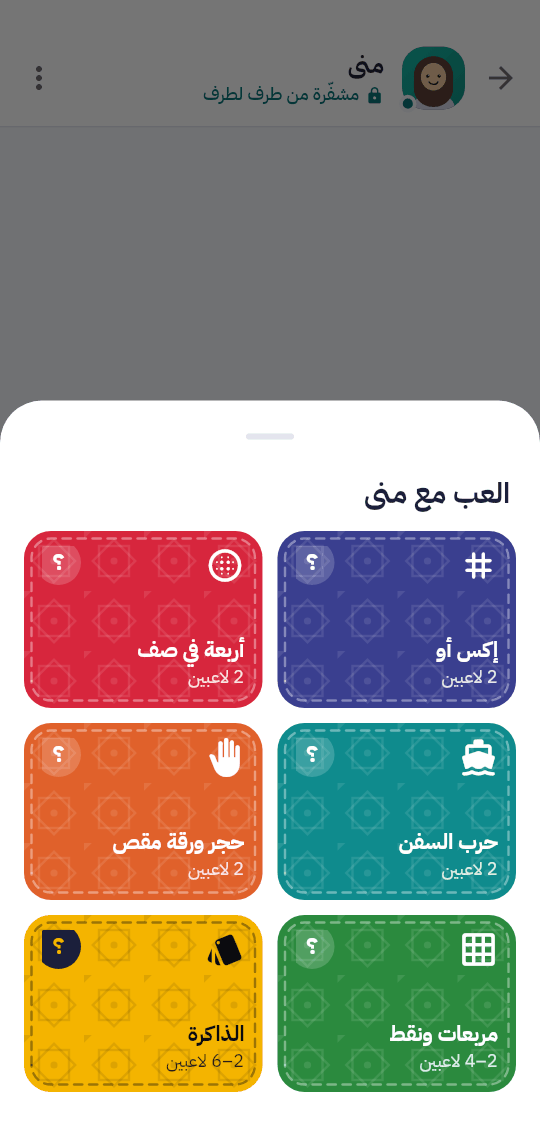 منى
مشفّرة من طرف لطرف
العب مع منى
؟
إكس أو
2 لاعبين
؟
أربعة في صف
2 لاعبين
؟
حرب السفن
2 لاعبين
؟
حجر ورقة مقص
2 لاعبين
؟
مربعات ونقط
2–4 لاعبين
؟
الذاكرة
2–6 لاعبين